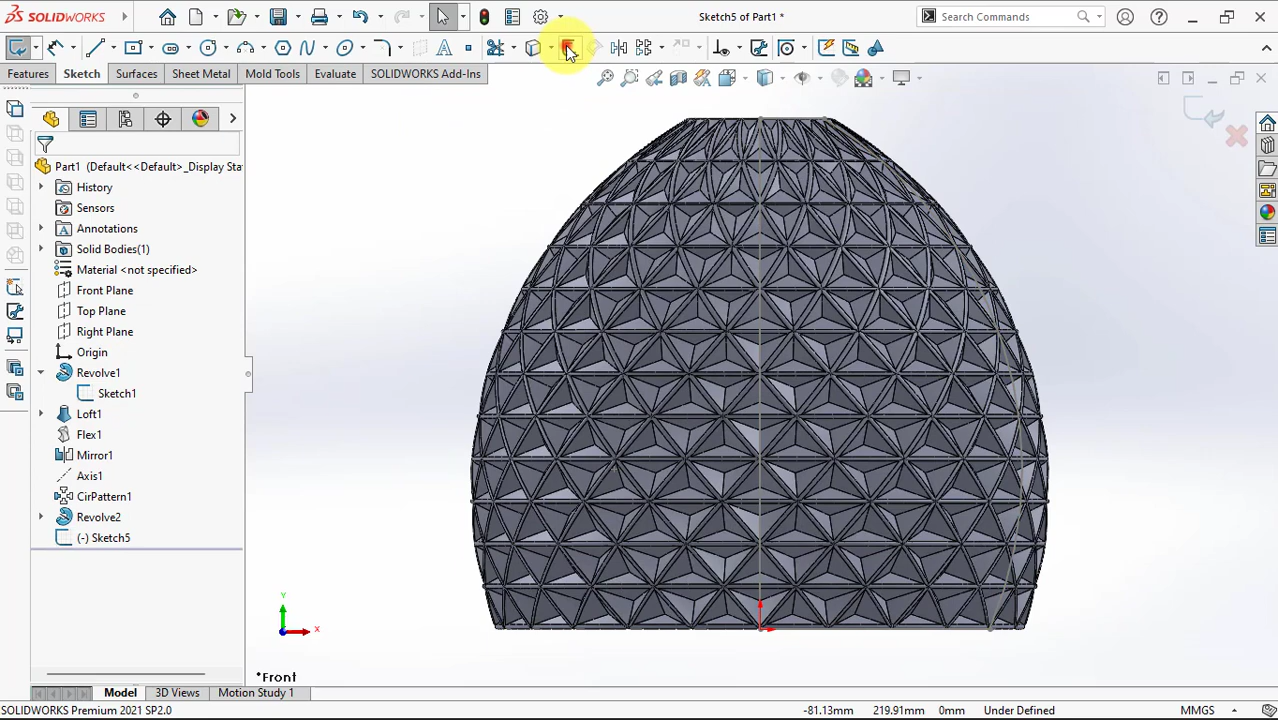 SOLIDWORKS
Sketch5 of Part1 *
Search Commands
Features
Sketch
Surfaces
Sheet Metal
Mold Tools
Evaluate
SOLIDWORKS Add-Ins
Part1 (Default<<Default>_Display Sta
History
Sensors
Annotations
Solid Bodies(1)
Material <not specified>
Front Plane
Top Plane
Right Plane
Origin
Revolve1
Sketch1
Loft1
Flex1
Mirror1
Axis1
CirPattern1
Revolve2
(-) Sketch5
Y
X
*Front
Model
3D Views
Motion Study 1
SOLIDWORKS Premium 2021 SP2.0
-81.13mm
219.91mm
0mm
Under Defined
MMGS